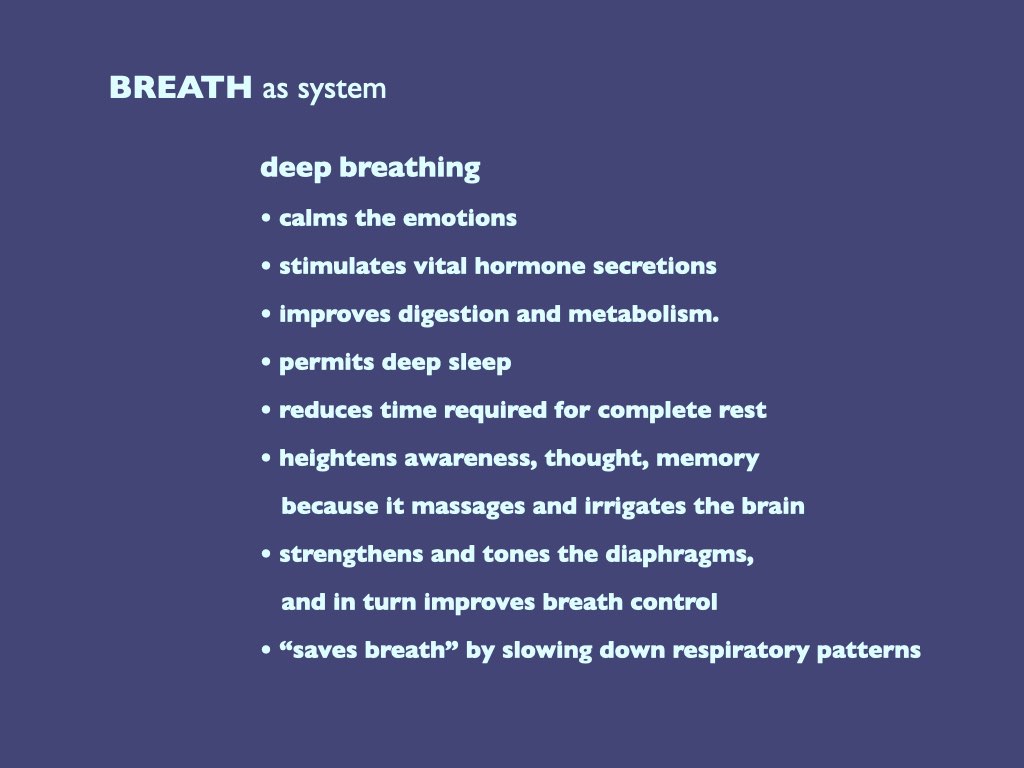 BREATH as system
deep breathing
• calms the emotions
• stimulates vital hormone secretions
• improves digestion and metabolism.
• permits deep sleep
• reduces time required for complete rest
• heightens awareness, thought, memory
because it massages and irrigates the brain
• strengthens and tones the diaphragms,
and in turn improves breath control
• “saves breath” by slowing down respiratory patterns